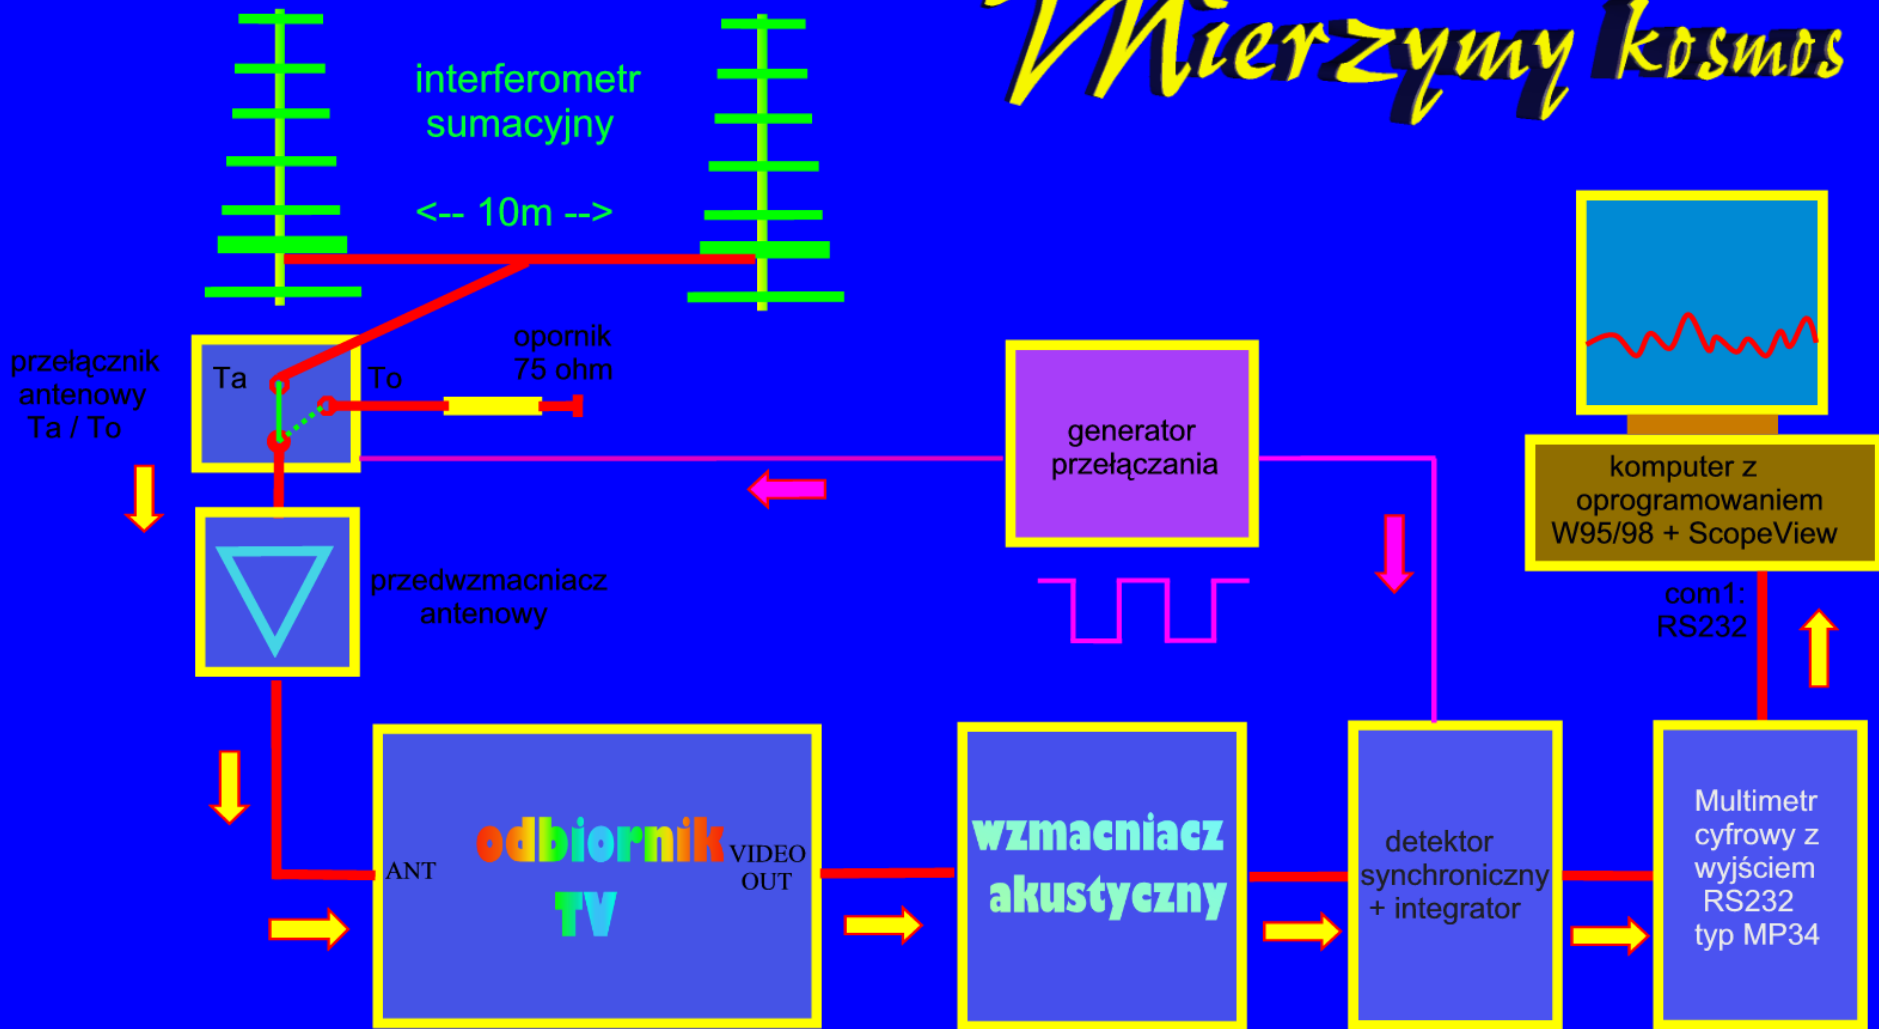 Mierzymy kosmos
interferometr
sumacyjny
<-- 10m -->
przełącznik
antenowy
Ta / To
Ta
To
opornik
75 ohm
generator
przełączania
komputer z
oprogramowaniem
W95/98 + ScopeView
com1:
RS232
przedwzmacniacz
antenowy
ANT
odbiornik
TV
VIDEO
OUT
wzmacniacz
akustyczny
detektor
synchroniczny
+ integrator
Multimetr
cyfrowy z
wyjściem
RS232
typ MP34